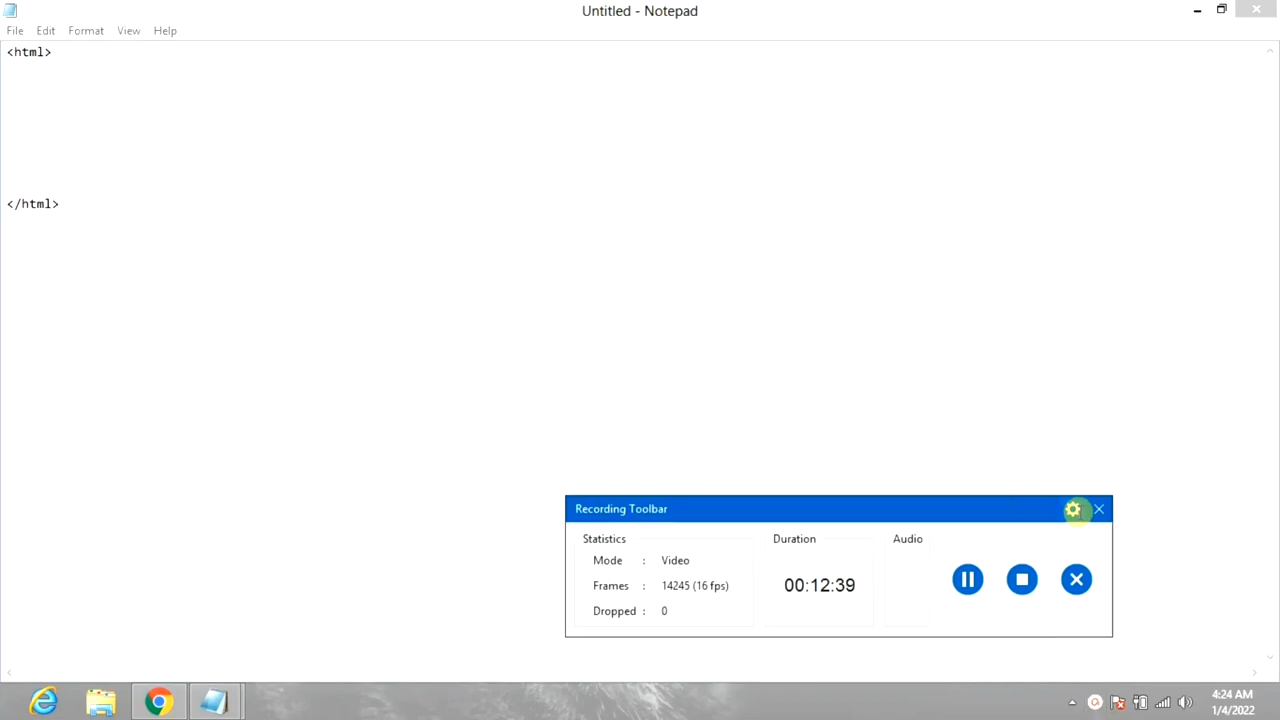 Untitled - Notepad
File Edit Format View Help
<html>
</html>
Recording Toolbar
Statistics Duration Audio
Mode : Video
Frames : 14245 (16 fps) 00:12:39
Dropped : 0
4:24 AM
1/4/2022